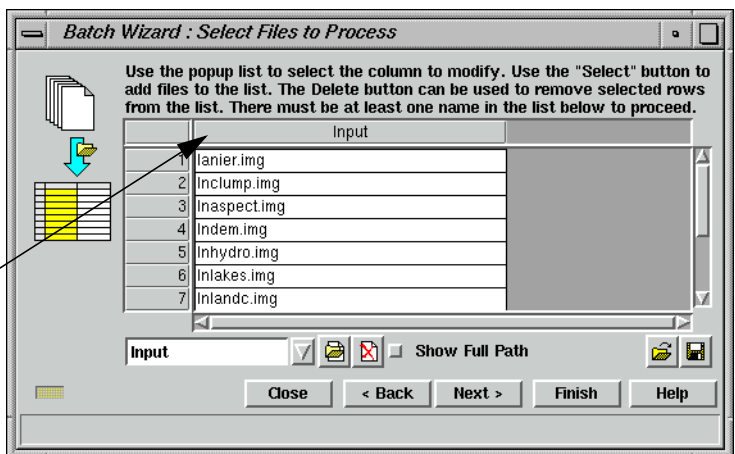 Batch Wizard : Select Files to Process
Use the popup list to select the column to modify. Use the "Select" button to
add files to the list. The Delete button can be used to remove selected rows
from the list. There must be at least one name in the list below to proceed.
Input
1 lanier.img
2 lnclump.img
3 lnaspect.img
4 lndem.img
5 lnhydro.img
6 lnlakes.img
7 lnlandc.img
Input Show Full Path
Close < Back Next > Finish Help